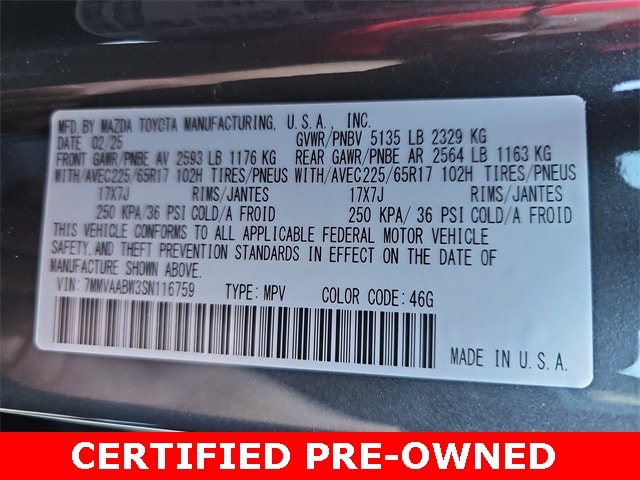 MFD. BY MAZDA TOYOTA MANUFACTURING, U.S.A., INC.
DATE 02/25 GVWR/PNBV 5135 LB 2329 KG
FRONT GAWR/PNBE AV 2593 LB 1176 KG REAR GAWR/PNBE AR 2564 LB 1163 KG
WITH/AVEC225/65R17 102H TIRES/PNEUS WITH/AVEC225/65R17 102H TIRES/PNEUS
17X7J RIMS/JANTES 17X7J RIMS/JANTES
250 KPA/36 PSI COLD/A FROID 250 KPA/ 36 PSI COLD/A FROID
THIS VEHICLE CONFORMS TO ALL APPLICABLE FEDERAL MOTOR VEHICLE
SAFETY, AND THEFT PREVENTION STANDARDS IN EFFECT ON THE DATE OF
MANUFACTURE SHOWN ABOVE.
VIN: 7MMVAABW3SN116759 TYPE: MPV COLOR CODE: 46G
MADE IN U.S.A.
CERTIFIED PRE-OWNED